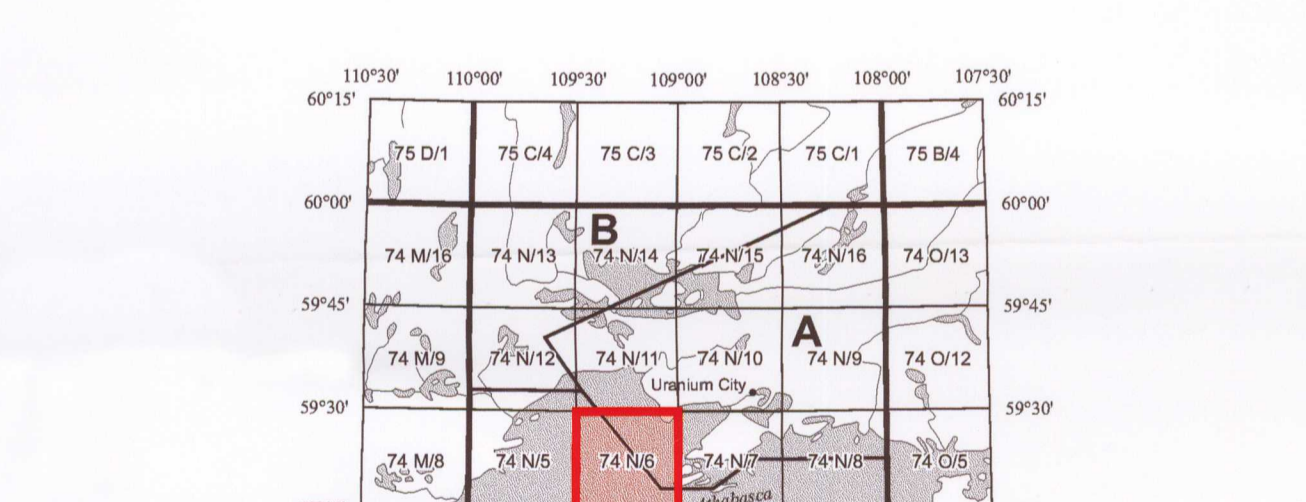 110°30' 110°00' 109°30' 109°00' 108°30' 108°00' 107°30'
60°15' 60°15'
75 D/1 75 C/4 75 C/3 75 C/2 75 C/1 75 B/4
60°00' 60°00'
B
74 M/16 74 N/13 74 N/14 74 N/15 74 N/16 74 O/13
59°45' 59°45'
A
74 M/9 74 N/12 74 N/11 74 N/10 74 N/9 74 O/12
Uranium City
59°30' 59°30'
74 M/8 74 N/5 74 N/6 74 N/7 74 N/8 74 O/5